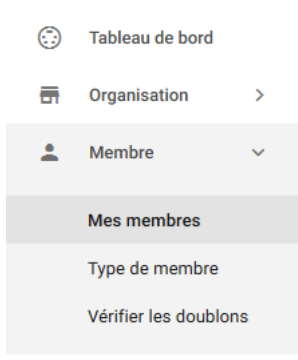 Tableau de bord
Organisation
Membre
Mes membres
Type de membre
Vérifier les doublons